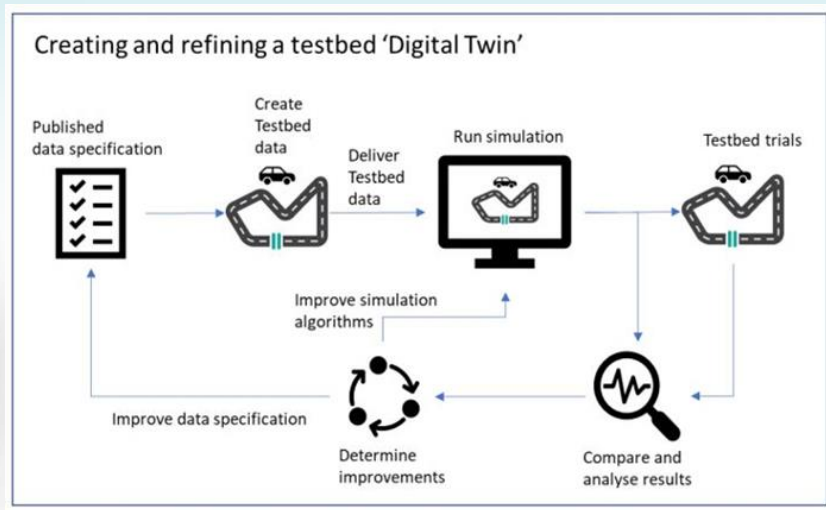 Creating and refining a testbed ‘Digital Twin’
Published
data specification
Create
Testbed
data
Deliver
Testbed
data
Run simulation
Testbed trials
Improve simulation
algorithms
Improve data specification
Determine
improvements
Compare and
analyse results